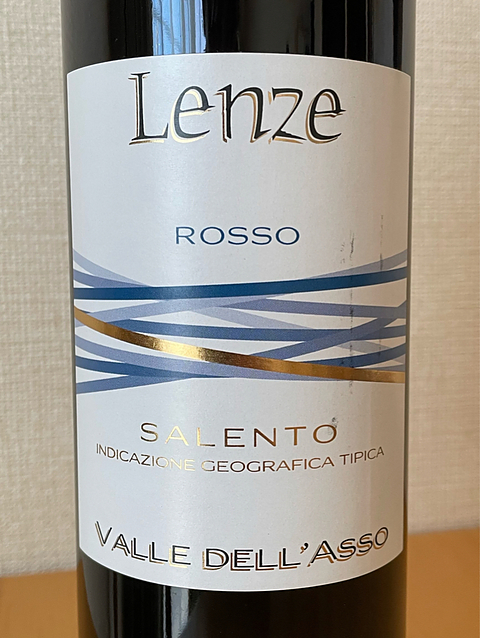 Lenze
ROSSO
SALENTO
INDICAZIONE GEOGRAFICA TIPICA
VALLE DELL'ASSO